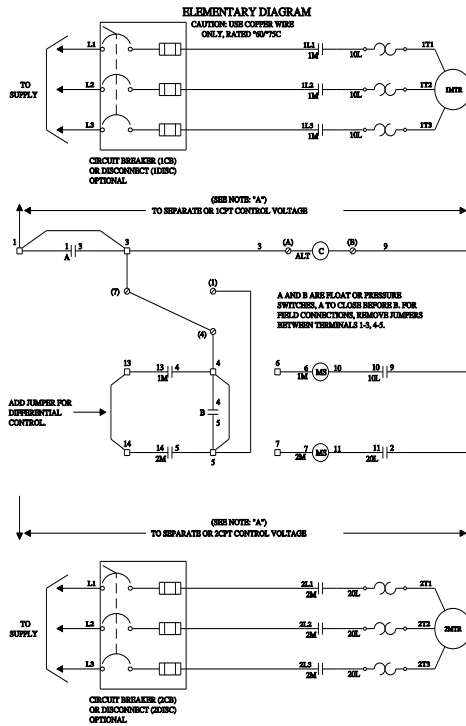 ELEMENTARY DIAGRAM
CAUTION: USE COPPER WIRE
ONLY, RATED °60/°75C
L1 1L1 1M 10L 1T1
TO
SUPPLY
L2 1L2 1M 10L 1T2 1MTR
L3 1L3 1M 10L 1T3
CIRCUIT BREAKER (1CB)
OR DISCONNECT (1DISC)
OPTIONAL
(SEE NOTE: "A")
TO SEPARATE OR 1CPT CONTROL VOLTAGE
1 1 3 A 3 3 (A) ALT C (B) 9
(7) (1)
A AND B ARE FLOAT OR PRESSURE
SWITCHES, A TO CLOSE BEFORE B. FOR
FIELD CONNECTIONS, REMOVE JUMPERS
BETWEEN TERMINALS 1-3, 4-5.
(4)
13 13 4 1M 4 6 6 1M MS 10 10 9 10L
ADD JUMPER FOR
DIFFERENTIAL
CONTROL.
4
B
5
14 14 5 2M 5 7 7 2M MS 11 11 2 20L
(SEE NOTE: "A")
TO SEPARATE OR 2CPT CONTROL VOLTAGE
L1 2L1 2M 20L 2T1
TO
SUPPLY
L2 2L2 2M 20L 2T2 2MTR
L3 2L3 2M 20L 2T3
CIRCUIT BREAKER (2CB)
OR DISCONNECT (2DISC)
OPTIONAL